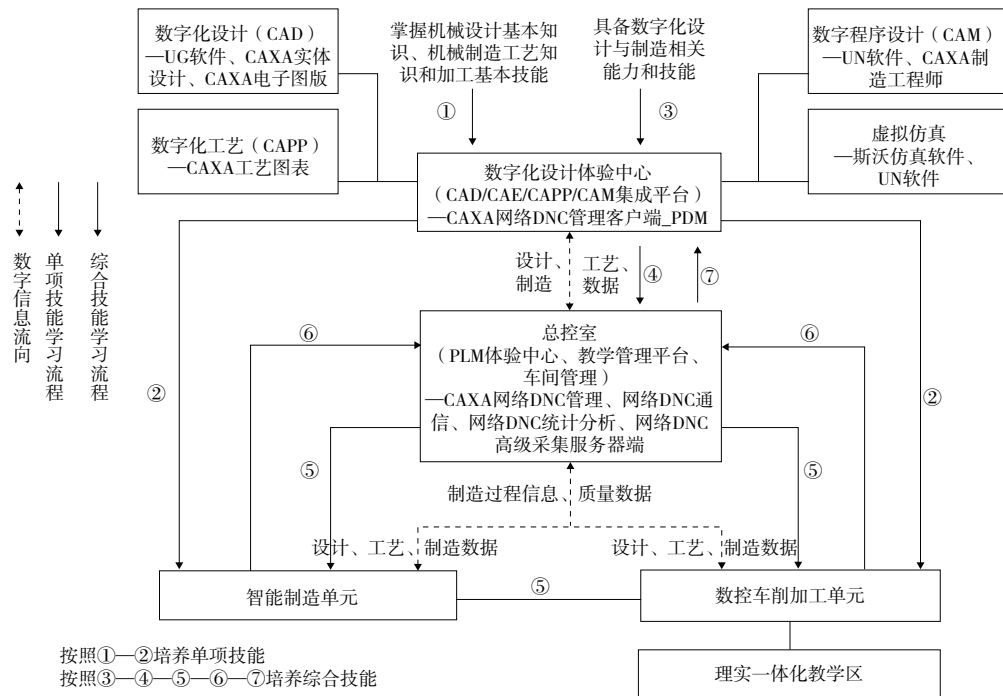 数字化设计（CAD）
—UG软件、CAXA实体
设计、CAXA电子图版
掌握机械设计基本知
识、机械制造工艺知
识和加工基本技能
具备数字化设
计与制造相关
能力和技能
数字程序设计（CAM）
—UN软件、CAXA制
造工程师
①
③
数字化工艺（CAPP）
—CAXA工艺图表
虚拟仿真
—斯沃仿真软件、
UN软件
数字化设计体验中心
（CAD/CAE/CAPP/CAM集成平台）
—CAXA网络DNC管理客户端_PDM
数字信息流向
单项技能学习流程
综合技能学习流程
设计、
制造
工艺、
数据
④
⑦
⑥
⑥
总控室
（PLM体验中心、教学管理平台、
车间管理）
—CAXA网络DNC管理、网络DNC通
信、网络DNC统计分析、网络DNC
高级采集服务器端
②
②
⑤
⑤
制造过程信息、质量数据
设计、工艺、制造数据
设计、工艺、制造数据
智能制造单元
⑤
数控车削加工单元
按照①—②培养单项技能
按照③—④—⑤—⑥—⑦培养综合技能
理实一体化教学区